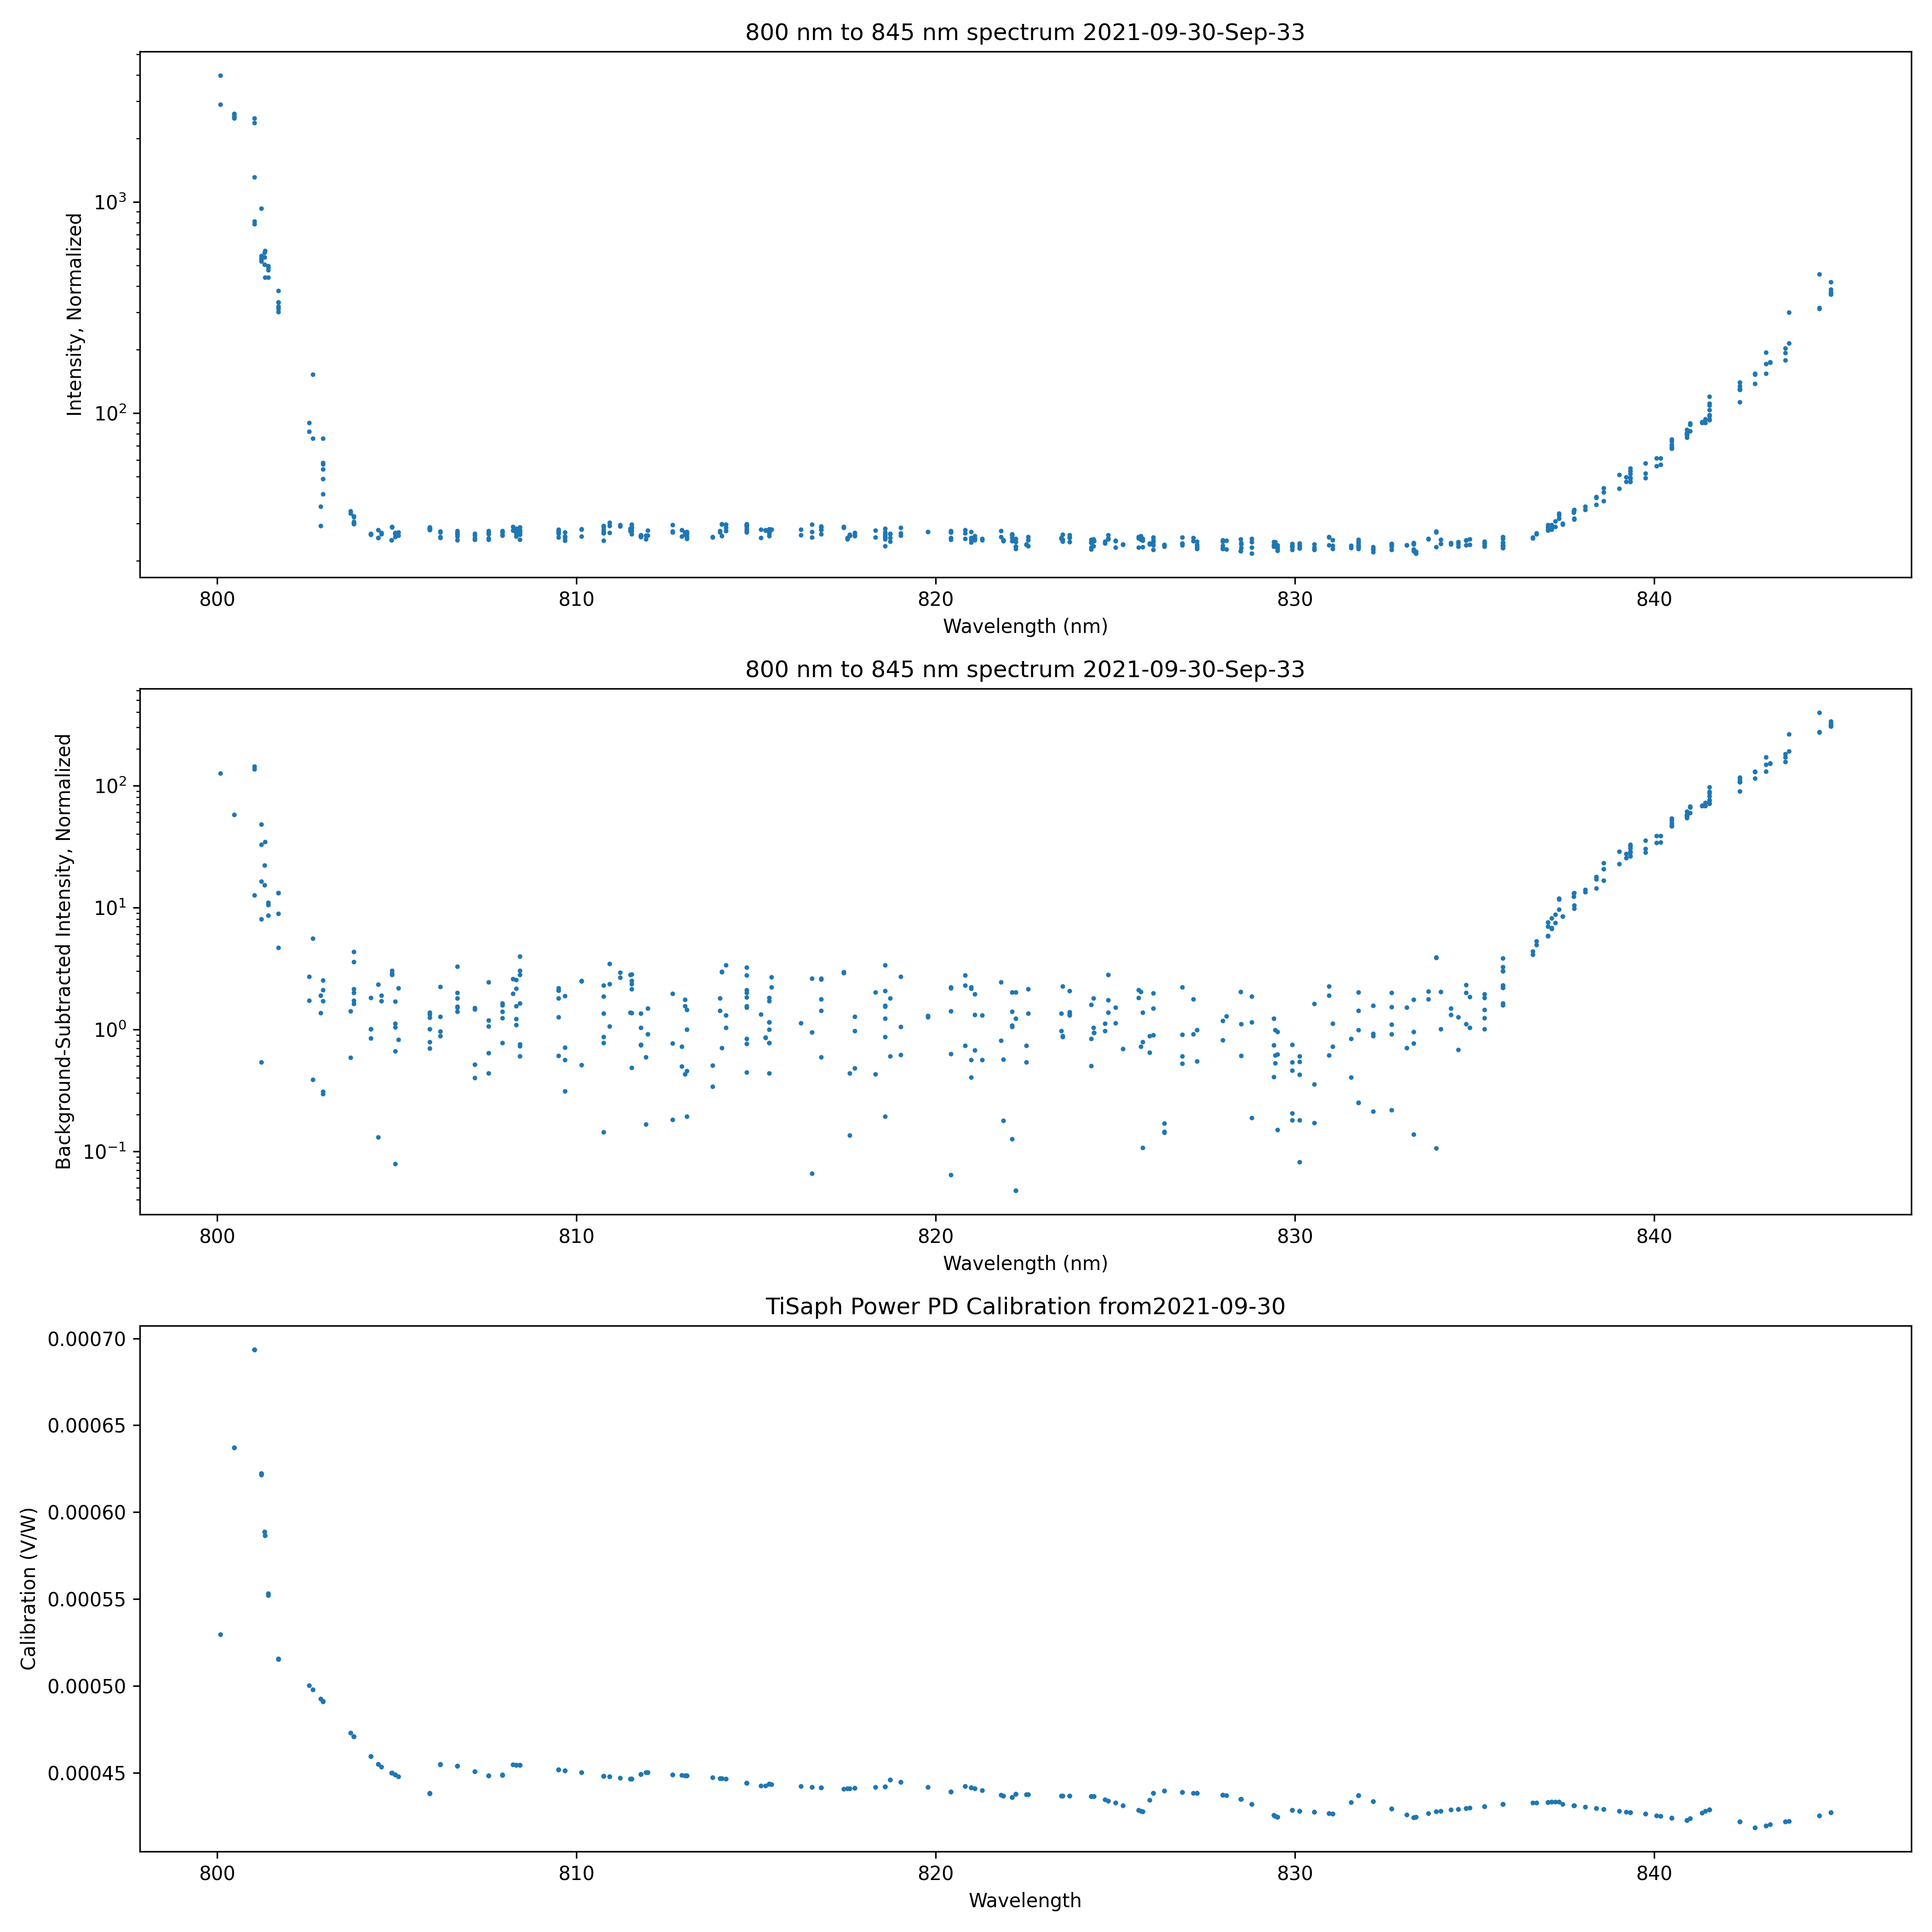 800 nm to 845 nm spectrum 2021-09-30-Sep-33
Intensity, Normalized
10³
10²
800 810 820 830 840
Wavelength (nm)
800 nm to 845 nm spectrum 2021-09-30-Sep-33
Background-Subtracted Intensity, Normalized
10²
10¹
10⁰
10⁻¹
800 810 820 830 840
Wavelength (nm)
TiSaph Power PD Calibration from2021-09-30
Calibration (V/W)
0.00070
0.00065
0.00060
0.00055
0.00050
0.00045
800 810 820 830 840
Wavelength